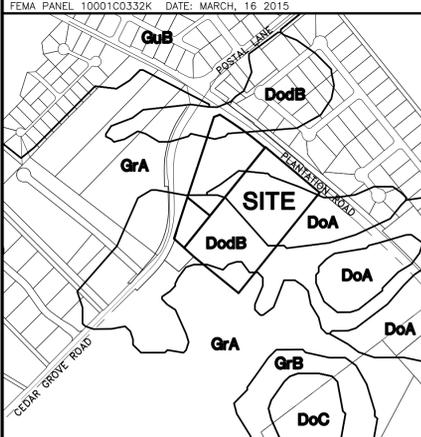 FEMA PANEL 10001C0332K DATE: MARCH, 16 2015
GuB
POSTAL LANE
DodB
GrA
PLANTATION ROAD
SITE
DoA
DodB
DoA
DoA
GrA
GrB
CEDAR GROVE ROAD
DoC